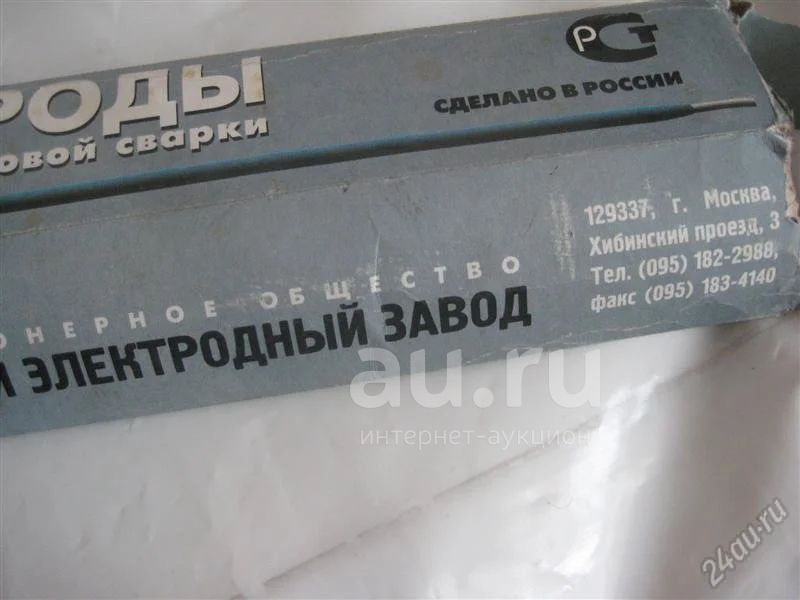 РОДЫ
овой сварки
РСТ
СДЕЛАНО В РОССИИ
129337, г. Москва,
Хибинский проезд, 3
Тел. (095) 182-2988,
факс (095) 183-4140
ОНЕРНОЕ ОБЩЕСТВО
Й ЭЛЕКТРОДНЫЙ ЗАВОД
au.ru
интернет-аукцион
24au.ru